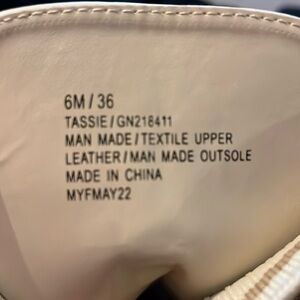 6M / 36
TASSIE / GN218411
MAN MADE / TEXTILE UPPER
LEATHER / MAN MADE OUTSOLE
MADE IN CHINA
MYFMAY22